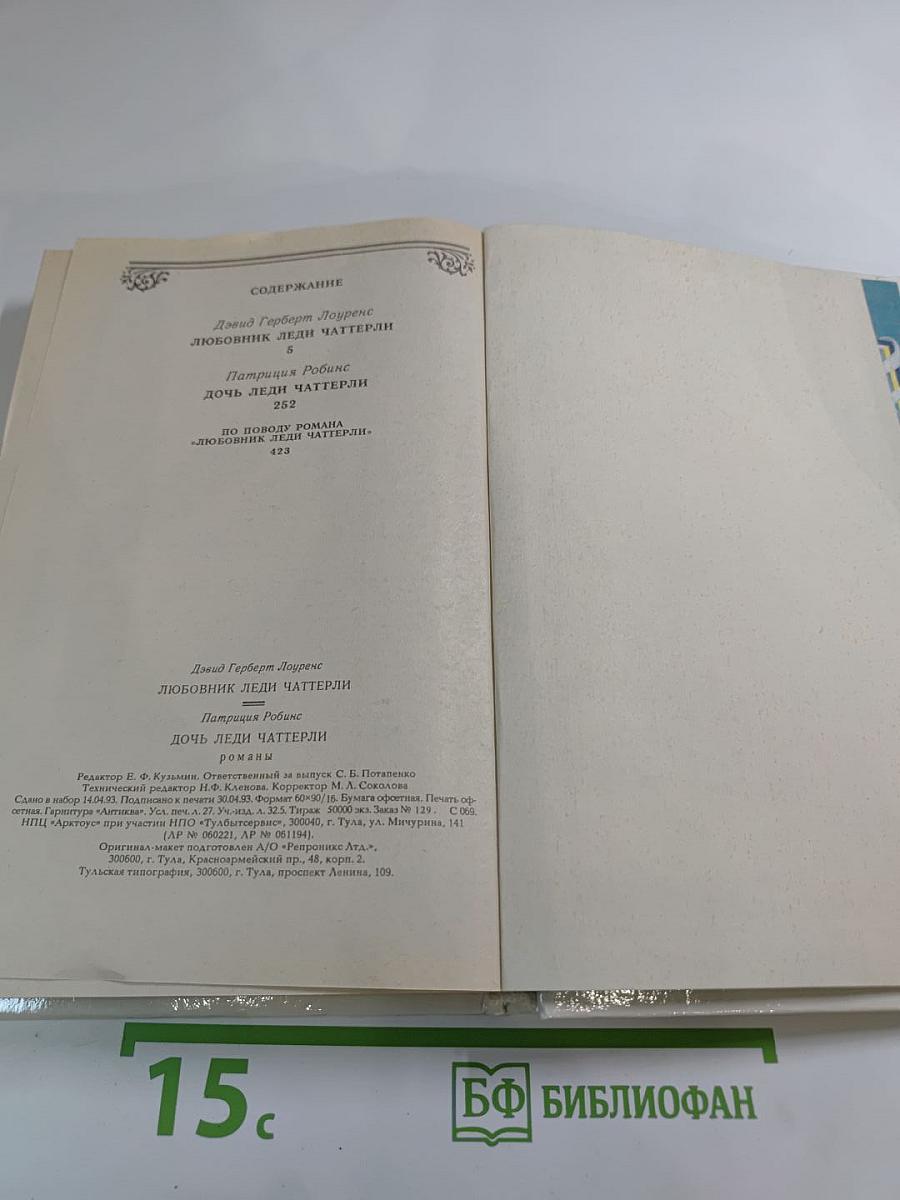 СОДЕРЖАНИЕ
Дэвид Герберт Лоуренс
ЛЮБОВНИК ЛЕДИ ЧАТТЕРЛИ
5
Патриция Робинс
ДОЧЬ ЛЕДИ ЧАТТЕРЛИ
252
ПО ПОВОДУ РОМАНА
«ЛЮБОВНИК ЛЕДИ ЧАТТЕРЛИ»
423
Дэвид Герберт Лоуренс
ЛЮБОВНИК ЛЕДИ ЧАТТЕРЛИ
Патриция Робинс
ДОЧЬ ЛЕДИ ЧАТТЕРЛИ
романы
Редактор Е. Ф. Кузьмин. Ответственный за выпуск С. Б. Потапенко
Технический редактор Н.Ф. Кленова. Корректор М. Л. Соколова
Сдано в набор 14.04.93. Подписано к печати 30.04.93. Формат 60×90/16. Бумага офсетная. Печать оф-
сетная. Гарнитура «Антиква». Усл. печ. л. 27. Уч.-изд. л. 32.5. Тираж 50000 экз. Заказ № 129. С 069.
НПЦ «Арктоус» при участии НПО «Тулбытсервис», 300040, г. Тула, ул. Мичурина, 141
(ЛР № 060221, ЛР № 061194).
Оригинал-макет подготовлен А/О «Репроникс Лтд.»,
300600, г. Тула, Красноармейский пр., 48, корп. 2.
Тульская типография, 300600, г. Тула, проспект Ленина, 109.
15 с
БФ БИБЛИОФАН